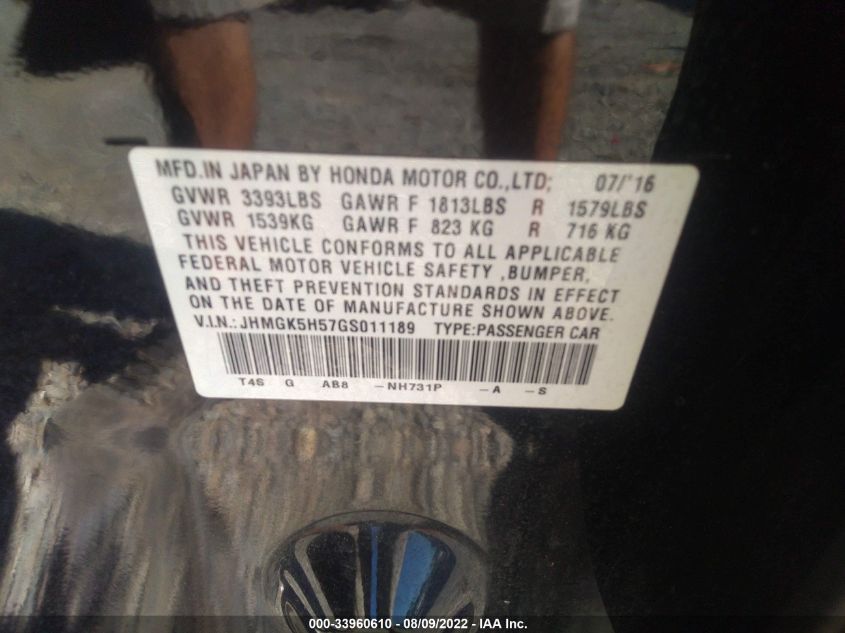 MFD.IN JAPAN BY HONDA MOTOR CO.,LTD; 07/'16
GVWR 3393LBS GAWR F 1813LBS R 1579LBS
GVWR 1539KG GAWR F 823 KG R 716 KG
THIS VEHICLE CONFORMS TO ALL APPLICABLE
FEDERAL MOTOR VEHICLE SAFETY ,BUMPER,
AND THEFT PREVENTION STANDARDS IN EFFECT
ON THE DATE OF MANUFACTURE SHOWN ABOVE.
V.I.N.: JHMGK5H57GS011189 TYPE:PASSENGER CAR
T4S G AB8 -NH731P -A -S
000-33960610 - 08/09/2022 - IAA Inc.